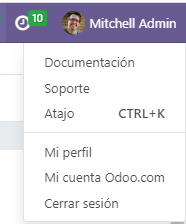 10 Mitchell Admin
Documentación
Soporte
Atajo CTRL+K
Mi perfil
Mi cuenta Odoo.com
Cerrar sesión